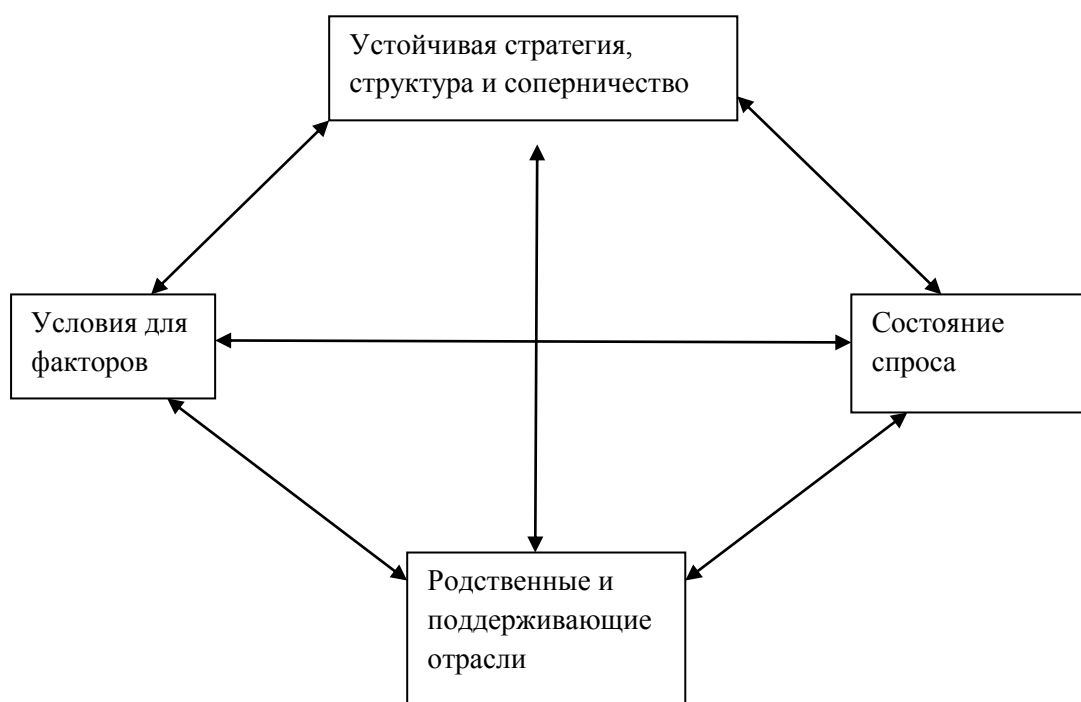 Устойчивая стратегия,
структура и соперничество
Условия для
факторов
Состояние
спроса
Родственные и
поддерживающие
отрасли